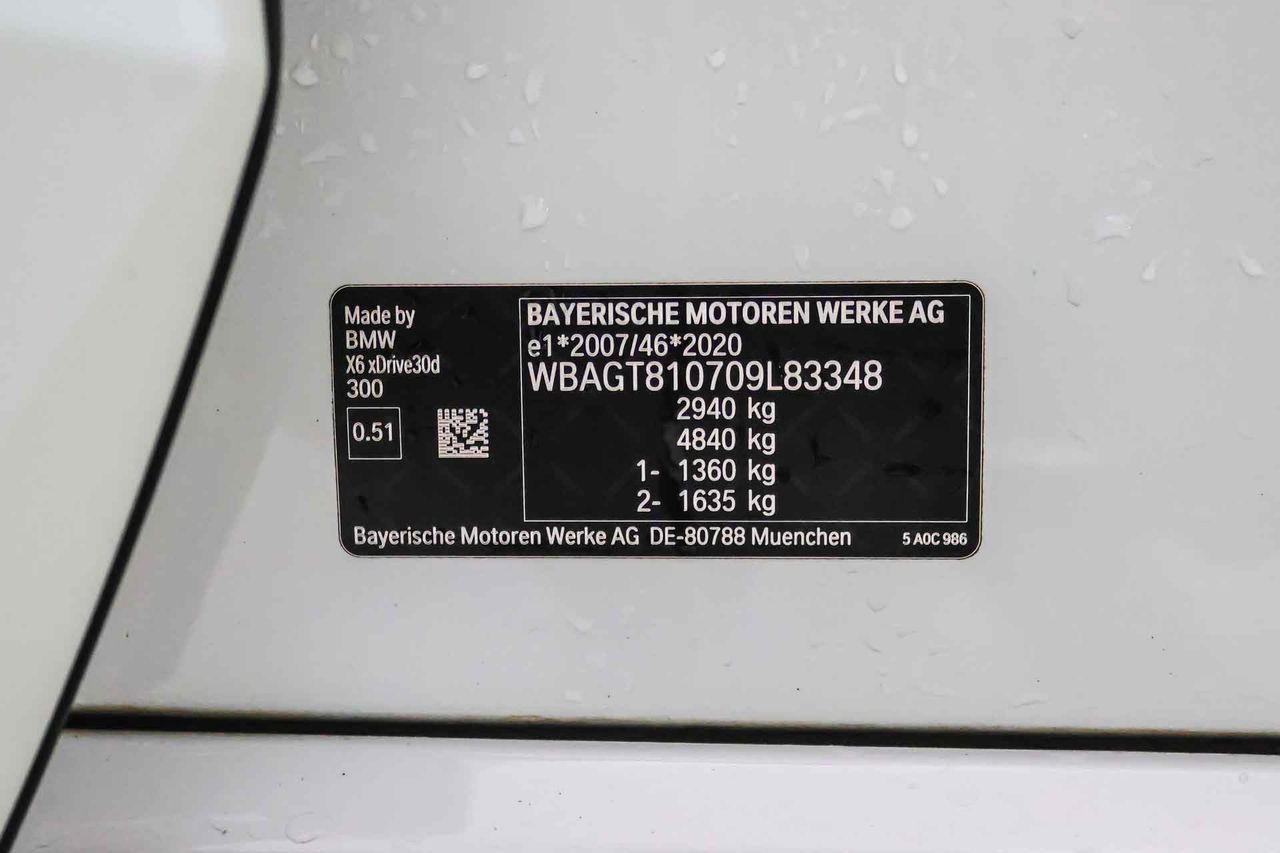 Made by
BMW
X6 xDrive30d
300
0.51
BAYERISCHE MOTOREN WERKE AG
e1*2007/46*2020
WBAGT810709L83348
2940 kg
4840 kg
1- 1360 kg
2- 1635 kg
Bayerische Motoren Werke AG DE-80788 Muenchen
5 A0C 986